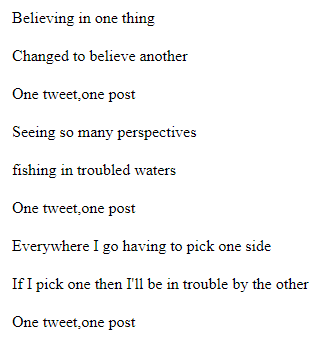 Believing in one thing
Changed to believe another
One tweet,one post
Seeing so many perspectives
fishing in troubled waters
One tweet,one post
Everywhere I go having to pick one side
If I pick one then I'll be in trouble by the other
One tweet,one post